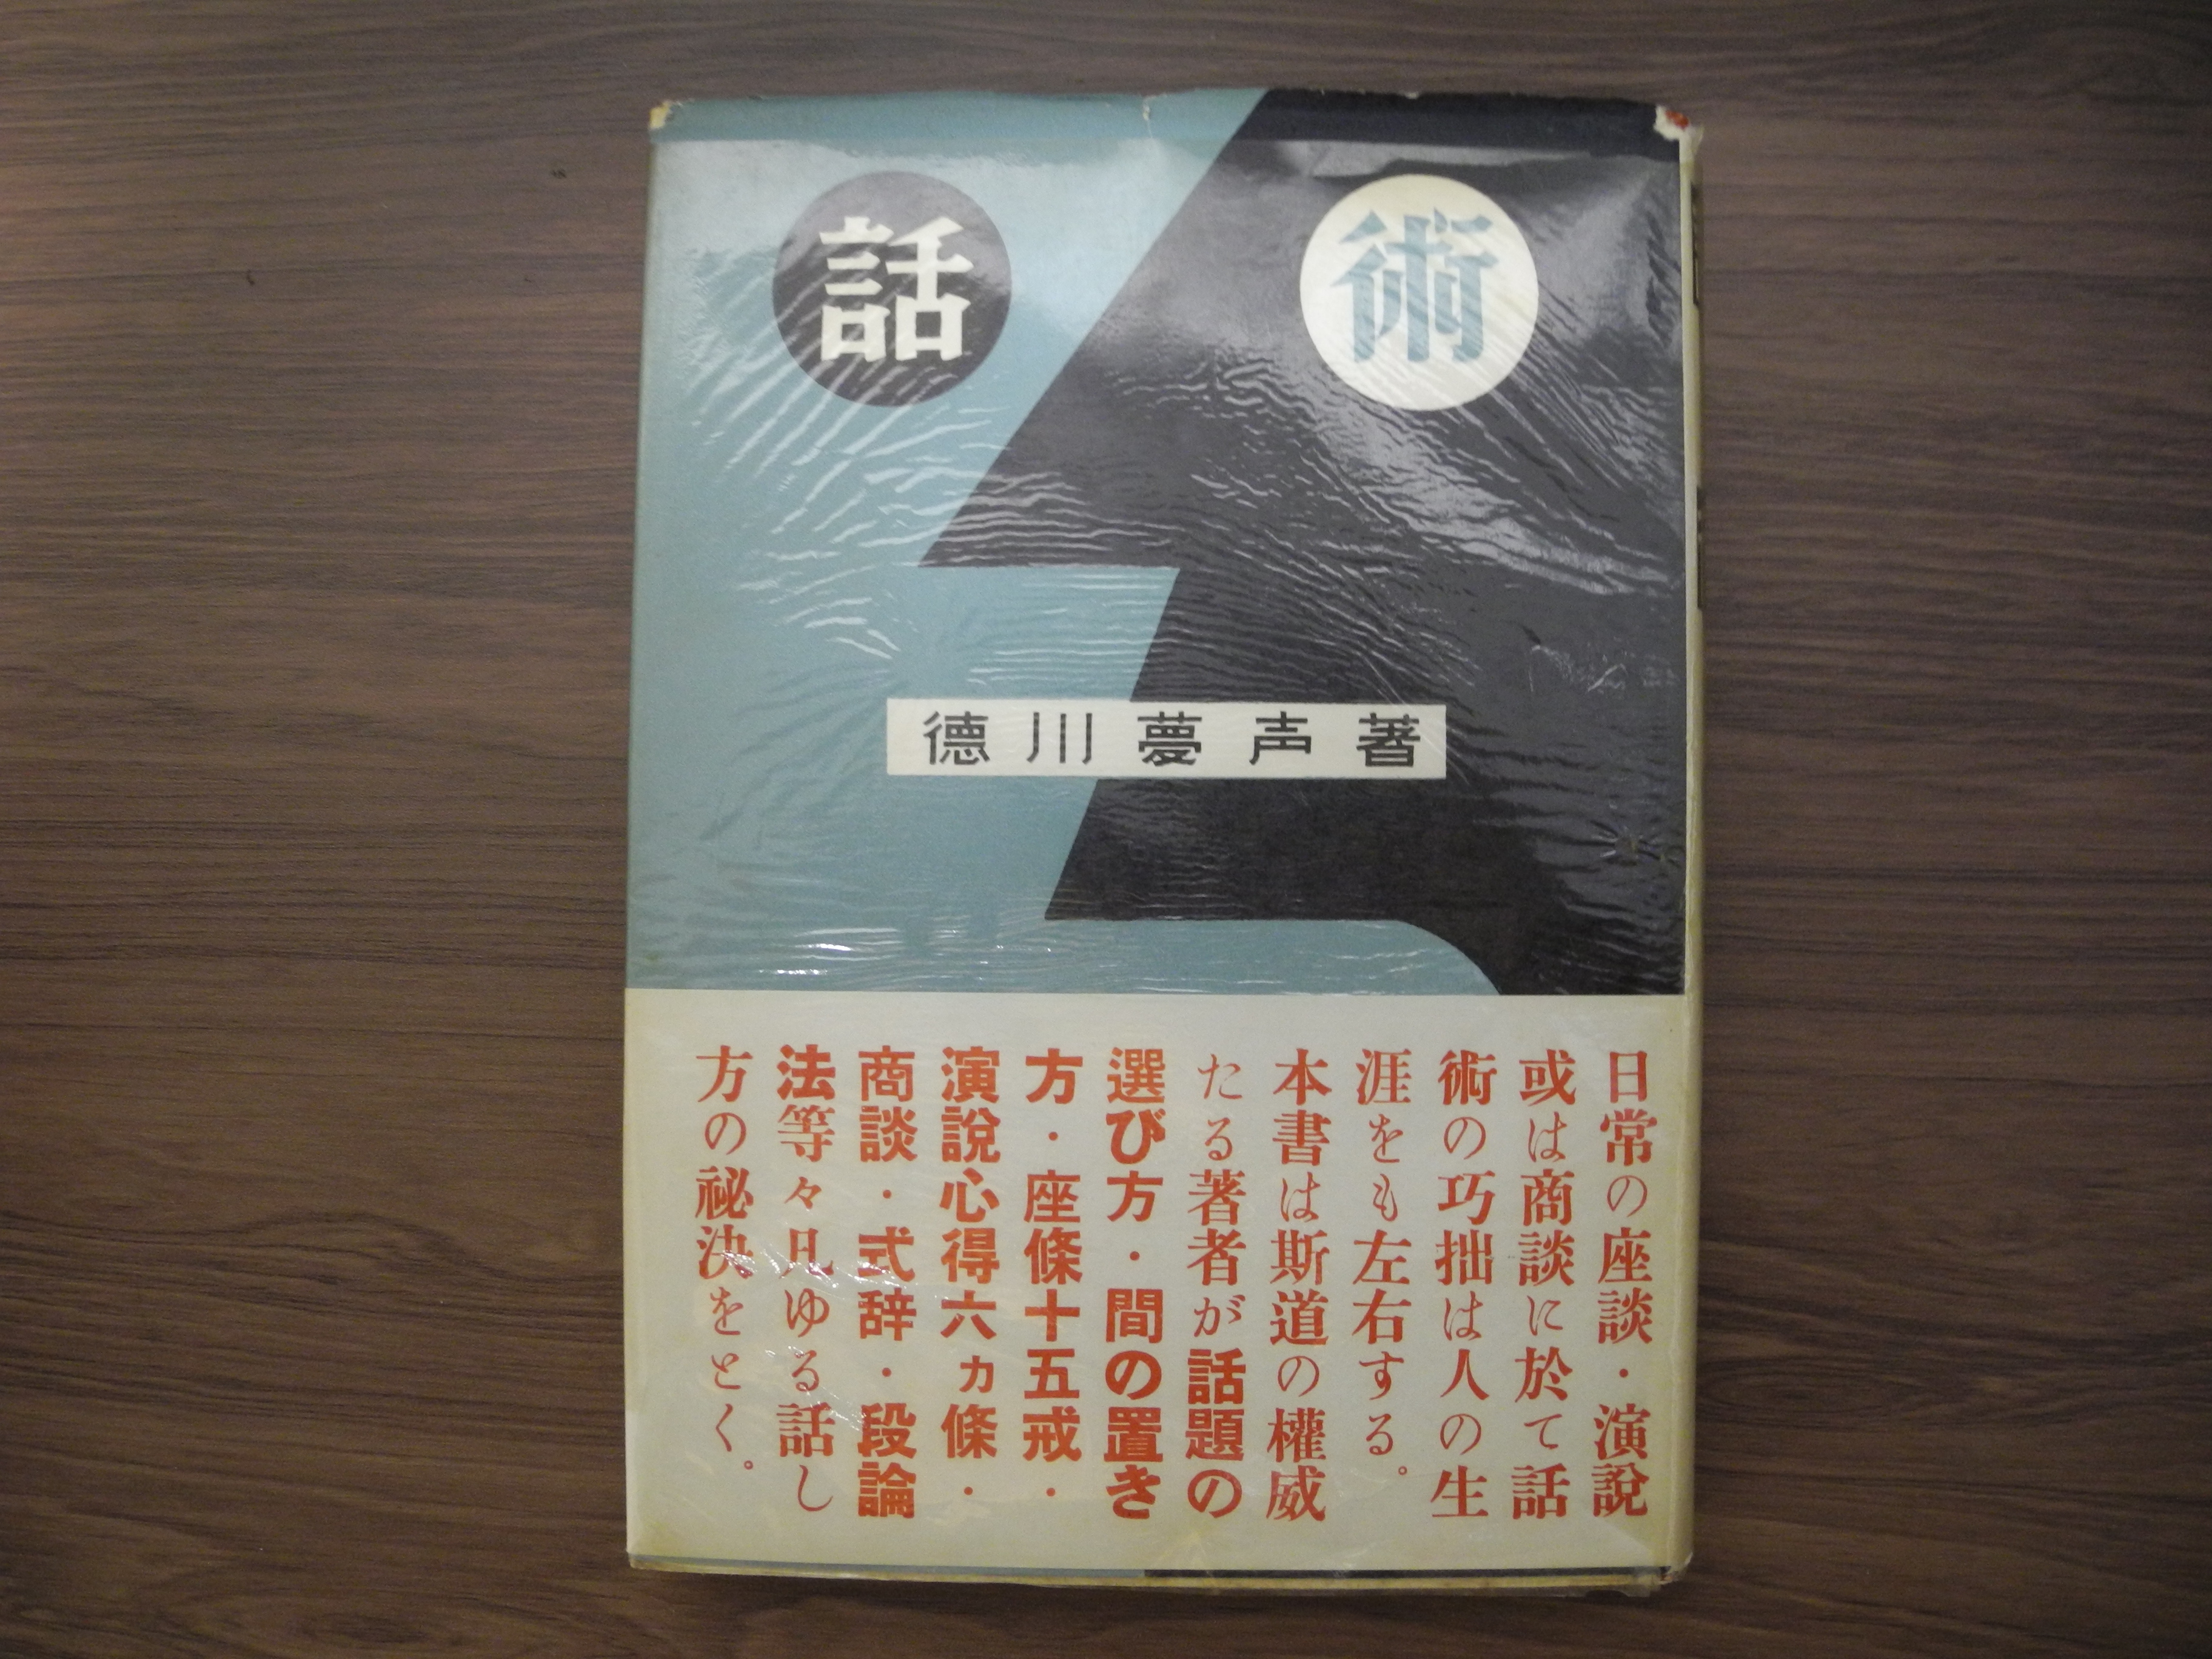 話術
徳川夢声著
日常の座談・演說
或は商談に於て話
術の巧拙は人の生
涯をも左右する。
本書は斯道の權威
たる著者が話題の
選び方・間の置き
方・座條十五戒・
演說心得六カ條・
商談・式辞・段論
法等々凡ゆる話し
方の秘決をとく。